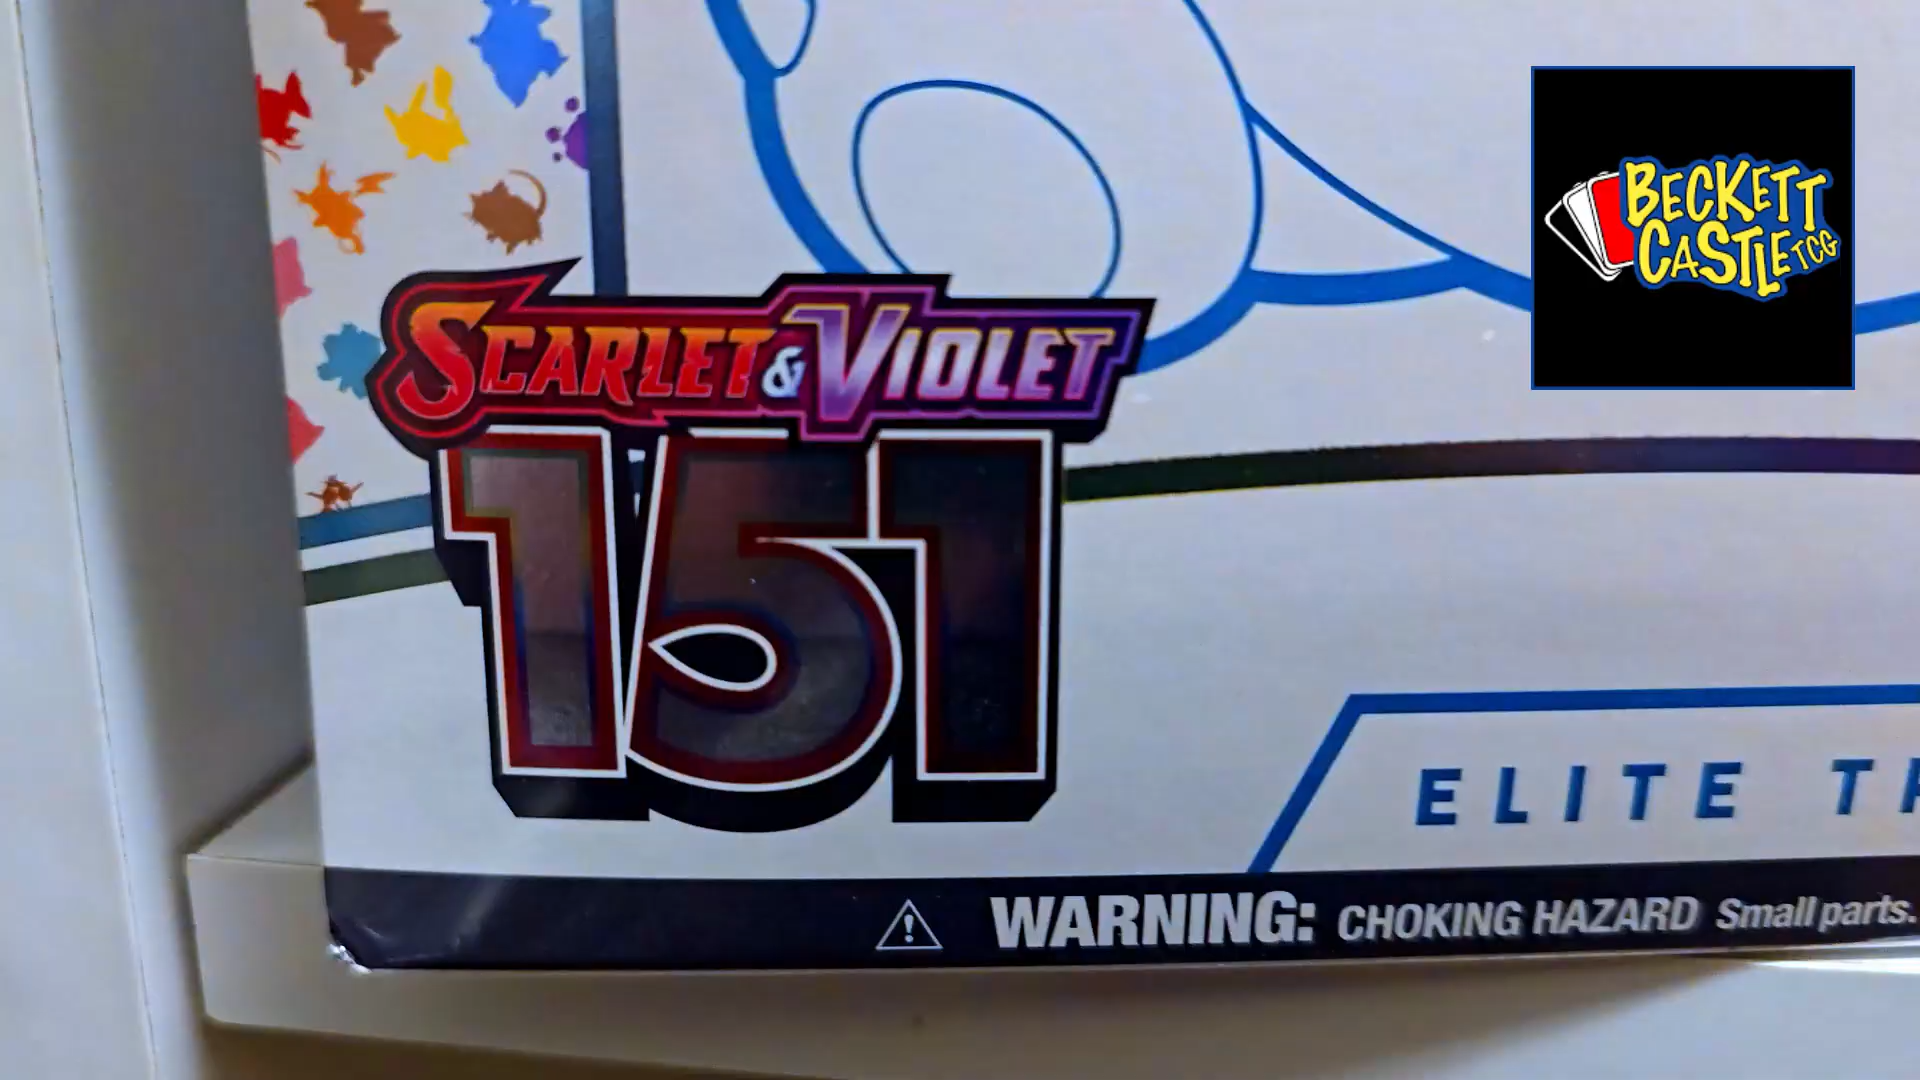 BECKETT
CASTLE TCG
SCARLET & VIOLET
151
ELITE
WARNING: CHOKING HAZARD Small parts.